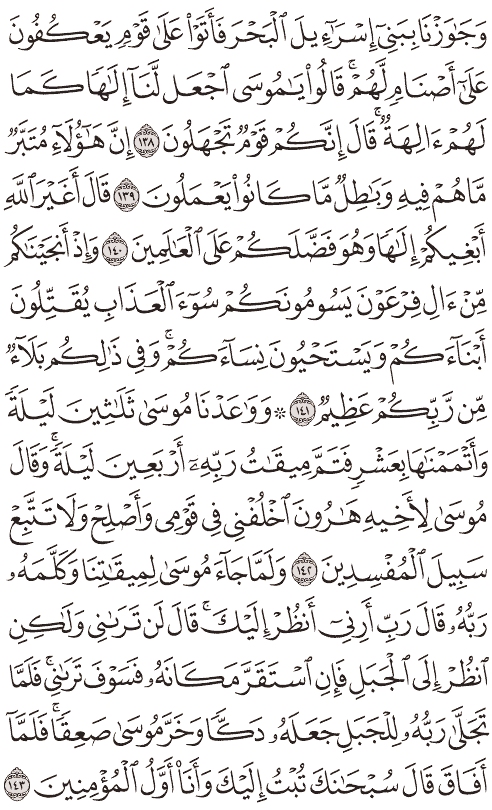 وَجَٰوَزْنَا بِبَنِىٓ إِسْرَٰٓءِيلَ ٱلْبَحْرَ فَأَتَوْا۟ عَلَىٰ قَوْمٍ يَعْكُفُونَ
عَلَىٰٓ أَصْنَامٍ لَّهُمْ ۚ قَالُوا۟ يَٰمُوسَى ٱجْعَل لَّنَآ إِلَٰهًا كَمَا
لَهُمْ ءَالِهَةٌ ۚ قَالَ إِنَّكُمْ قَوْمٌ تَجْهَلُونَ ١٣٨ إِنَّ هَٰٓؤُلَآءِ مُتَبَّرٌ
مَّا هُمْ فِيهِ وَبَٰطِلٌ مَّا كَانُوا۟ يَعْمَلُونَ ١٣٩ قَالَ أَغَيْرَ ٱللَّهِ
أَبْغِيكُمْ إِلَٰهًا وَهُوَ فَضَّلَكُمْ عَلَى ٱلْعَٰلَمِينَ ١٤٠ وَإِذْ أَنجَيْنَٰكُم
مِّنْ ءَالِ فِرْعَوْنَ يَسُومُونَكُمْ سُوٓءَ ٱلْعَذَابِ يُقَتِّلُونَ
أَبْنَآءَكُمْ وَيَسْتَحْيُونَ نِسَآءَكُمْ ۚ وَفِى ذَٰلِكُم بَلَآءٌ
مِّن رَّبِّكُمْ عَظِيمٌ ١٤١ ۞ وَوَٰعَدْنَا مُوسَىٰ ثَلَٰثِينَ لَيْلَةً
وَأَتْمَمْنَٰهَا بِعَشْرٍ فَتَمَّ مِيقَٰتُ رَبِّهِۦٓ أَرْبَعِينَ لَيْلَةً ۚ وَقَالَ
مُوسَىٰ لِأَخِيهِ هَٰرُونَ ٱخْلُفْنِى فِى قَوْمِى وَأَصْلِحْ وَلَا تَتَّبِعْ
سَبِيلَ ٱلْمُفْسِدِينَ ١٤٢ وَلَمَّا جَآءَ مُوسَىٰ لِمِيقَٰتِنَا وَكَلَّمَهُۥ
رَبُّهُۥ قَالَ رَبِّ أَرِنِىٓ أَنظُرْ إِلَيْكَ ۚ قَالَ لَن تَرَىٰنِى وَلَٰكِنِ
ٱنظُرْ إِلَى ٱلْجَبَلِ فَإِنِ ٱسْتَقَرَّ مَكَانَهُۥ فَسَوْفَ تَرَىٰنِى ۚ فَلَمَّا
تَجَلَّىٰ رَبُّهُۥ لِلْجَبَلِ جَعَلَهُۥ دَكًّا وَخَرَّ مُوسَىٰ صَعِقًا ۚ فَلَمَّآ
أَفَاقَ قَالَ سُبْحَٰنَكَ تُبْتُ إِلَيْكَ وَأَنَا۠ أَوَّلُ ٱلْمُؤْمِنِينَ ١٤٣